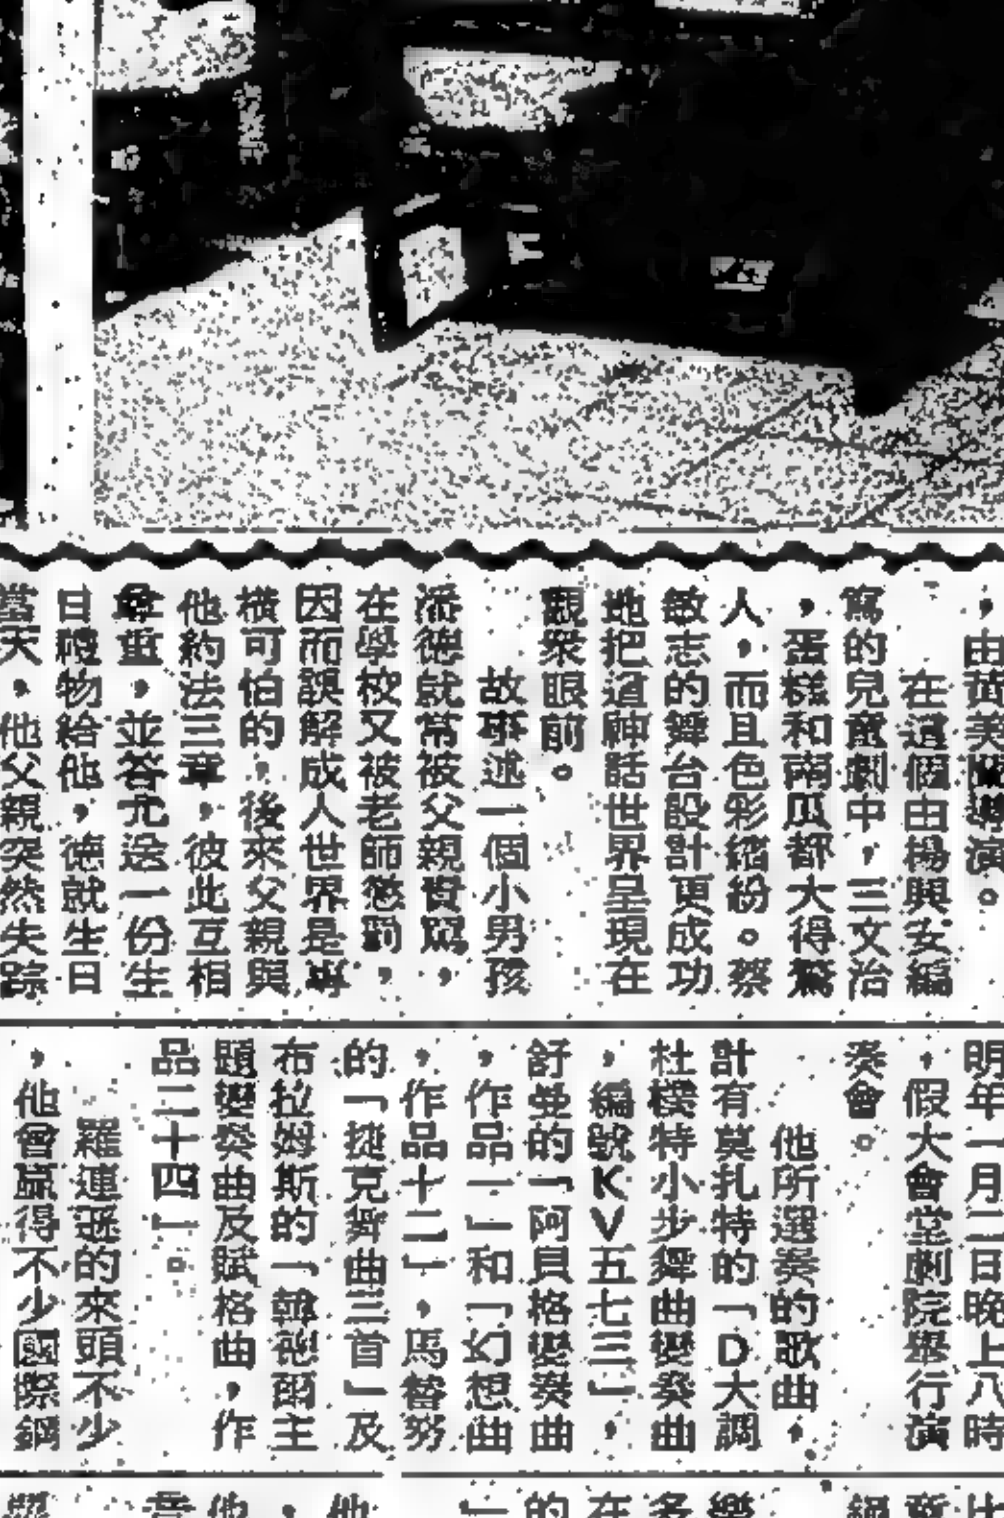 ，由黃美蘭導演。
在這個由楊與安編
寫的兒童劇中，三文治
，蛋糕和南瓜都大得驚
人，而且色彩繽紛。蔡
敏志的舞台設計更成功
地把這神話世界呈現在
觀衆眼前。
故事述一個小男孩
潘德就常被父親責駡，
在學校又被老師懲罰，
因而誤解成人世界是專
橫可怕的，後來父親與
他約法三章，彼此互相
尊重，並答允送一份生
日禮物給他，德就生日
當天，他父親突然失踪
明年一月二日晚上八時
，假大會堂劇院舉行演
奏會。
他所選奏的歌曲，
計有莫扎特的「D大調
杜樸特小步舞曲變奏曲
，編號KV五七三」，
舒曼的「阿貝格變奏曲
，作品一」和「幻想曲
，作品十二」，馬替努
的「捷克舞曲三首」及
布拉姆斯的「韓德爾主
題變奏曲及賦格曲，作
品二十四」。
羅連遜的來頭不少
，他曾贏得不少國際鋼